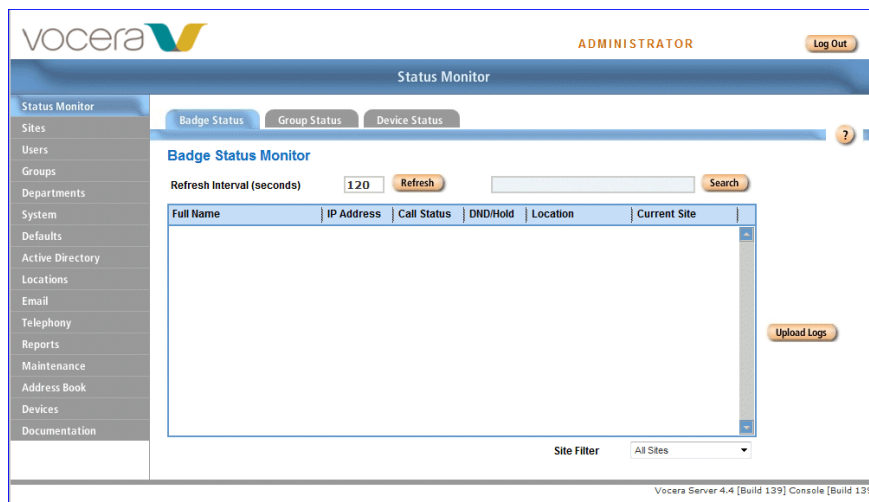 vocera
ADMINISTRATOR
Log Out
Status Monitor
Status Monitor
Sites
Users
Groups
Departments
System
Defaults
Active Directory
Locations
Email
Telephony
Reports
Maintenance
Address Book
Devices
Documentation
Badge Status Group Status Device Status
?
Badge Status Monitor
Refresh Interval (seconds) 120 Refresh Search
Full Name IP Address Call Status DND/Hold Location Current Site
Upload Logs
Site Filter All Sites
Vocera Server 4.4 [Build 139] Console [Build 139